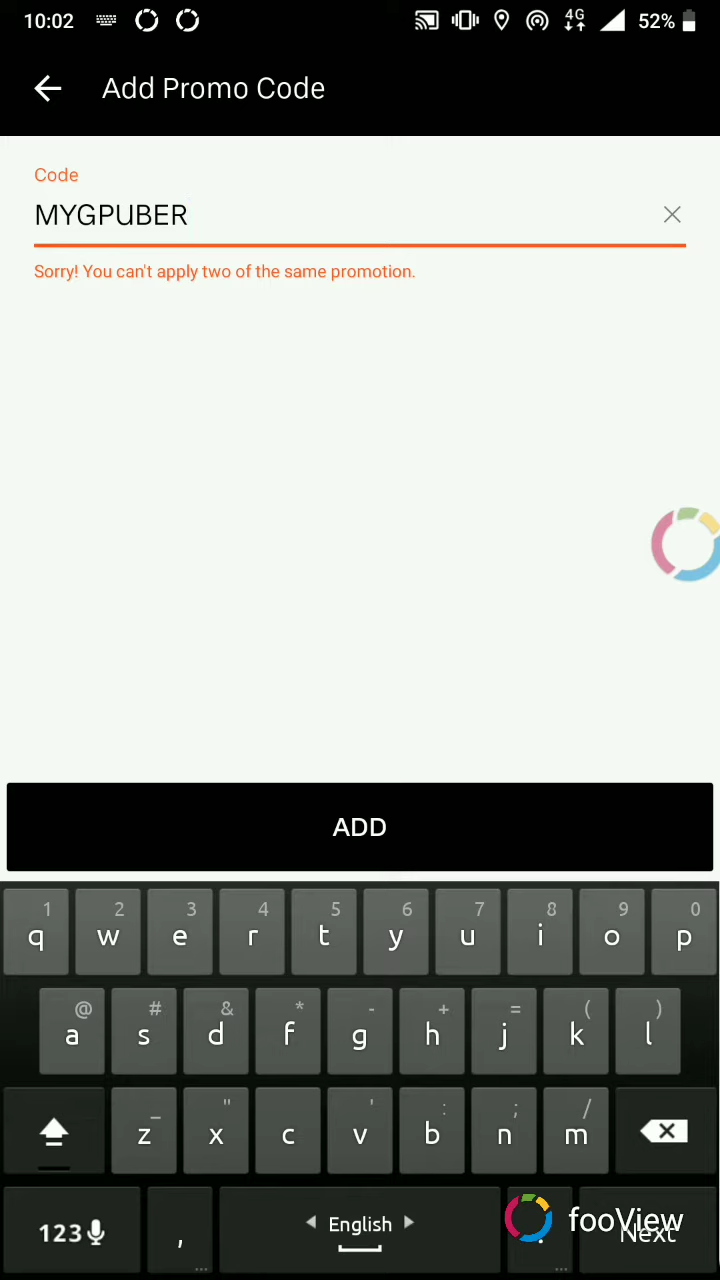 10:02 4G 52%
Add Promo Code
Code
MYGPUBER
Sorry! You can't apply two of the same promotion.
ADD
1 2 3 4 5 6 7 8 9 0
q w e r t y u i o p
@ # & * - + = ( )
a s d f g h j k l
_ " ' : ; /
z x c v b n m
123 , English . Next
... ...
fooView